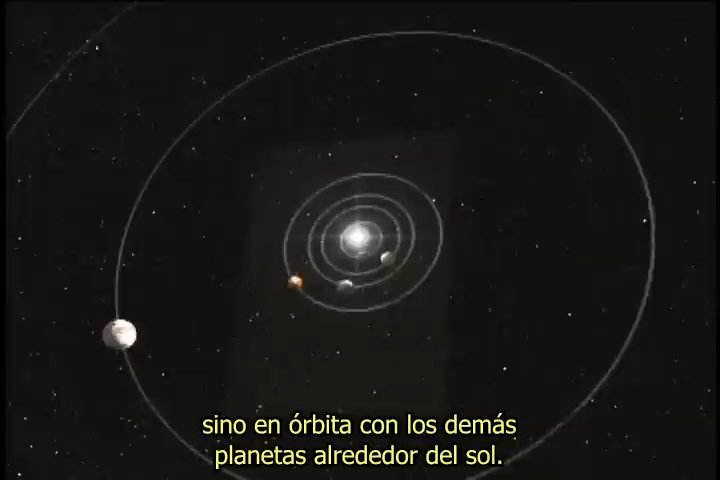 sino en órbita con los demás
planetas alrededor del sol.